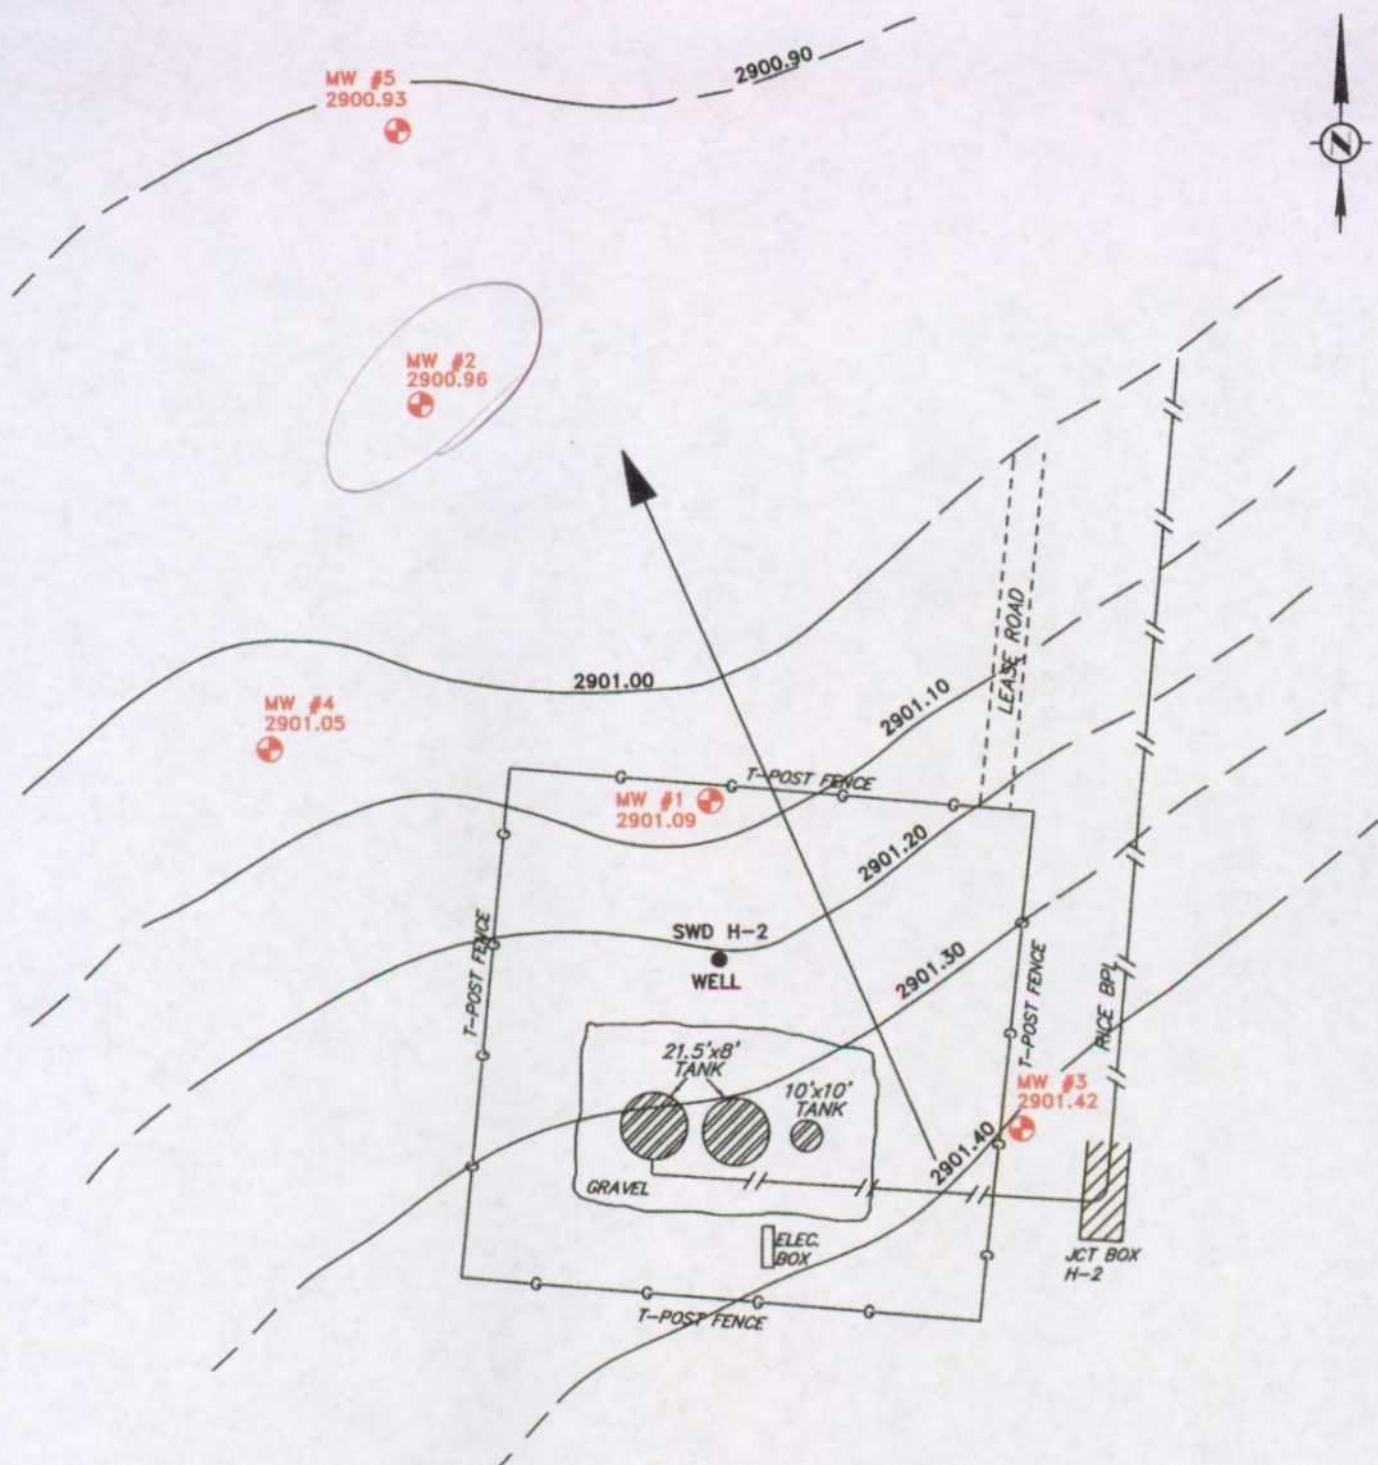 2900.90
MW #5
2900.93
N
MW #2
2900.96
2901.00
LEASE ROAD
2901.10
MW #4
2901.05
T-POST FENCE
MW #1
2901.09
2901.20
SWD H-2
WELL
T-POST FENCE
2901.30
T-POST FENCE
RICE BPL
21.5'x8'
TANK
10'x10'
TANK
MW #3
2901.42
2901.40
GRAVEL
ELEC.
BOX
JCT BOX
H-2
T-POST FENCE